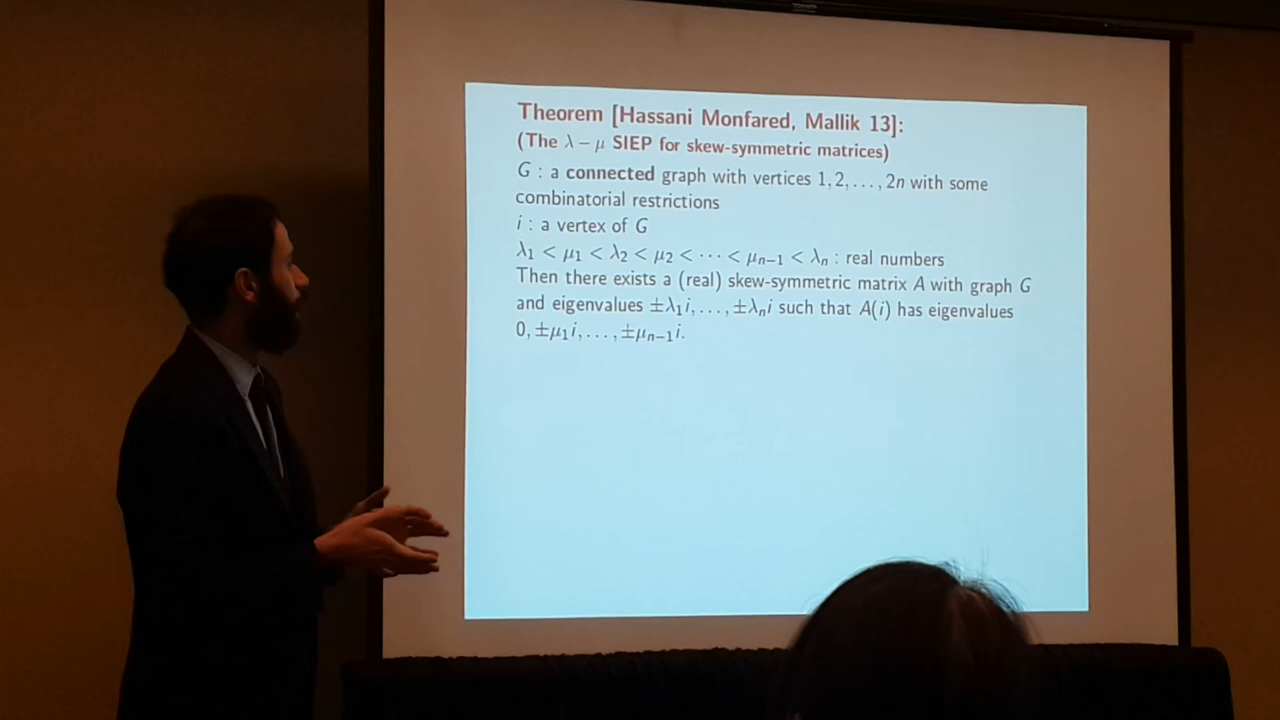 Theorem [Hassani Monfared, Mallik 13]:
(The λ − μ SIEP for skew-symmetric matrices)
G : a connected graph with vertices 1, 2, . . . , 2n with some
combinatorial restrictions
i : a vertex of G
λ₁ < μ₁ < λ₂ < μ₂ < · · · < μₙ₋₁ < λₙ : real numbers
Then there exists a (real) skew-symmetric matrix A with graph G
and eigenvalues ±λ₁i, . . . , ±λₙi such that A(i) has eigenvalues
0, ±μ₁i, . . . , ±μₙ₋₁i.